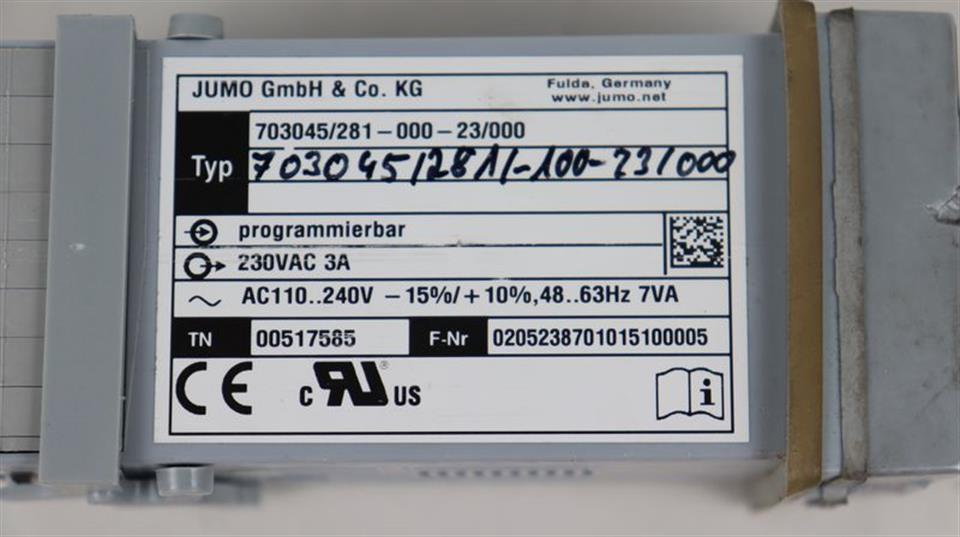 JUMO GmbH & Co. KG
Fulda, Germany
www.jumo.net
Typ
703045/281-000-23/000
703045/281/-100-23/000
programmierbar
230VAC 3A
AC110..240V -15%/+10%,48..63Hz 7VA
TN 00517585 F-Nr 0205238701015100005
CE c RU® US i